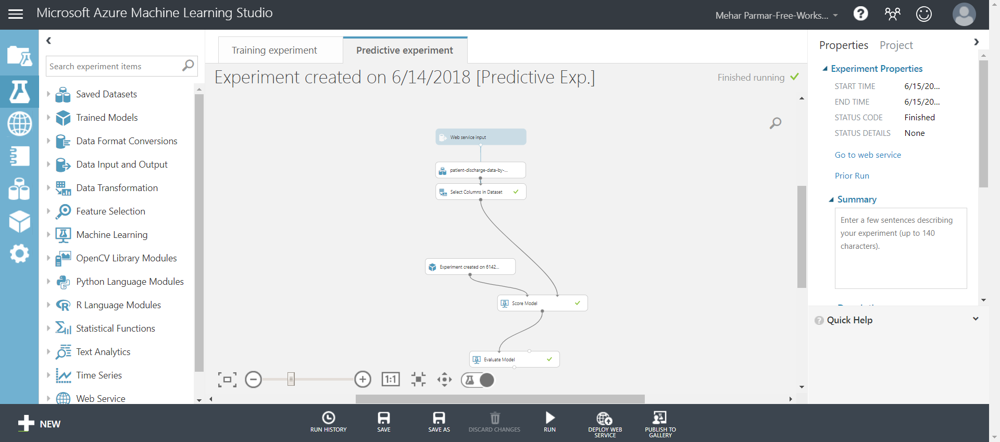 Microsoft Azure Machine Learning Studio
Mehar Parmar-Free-Works...
Search experiment items
Saved Datasets
Trained Models
Data Format Conversions
Data Input and Output
Data Transformation
Feature Selection
Machine Learning
OpenCV Library Modules
Python Language Modules
R Language Modules
Statistical Functions
Text Analytics
Time Series
Web Service
Training experiment
Predictive experiment
Experiment created on 6/14/2018 [Predictive Exp.]
Finished running
Web service input
patient-discharge-data-by-...
Select Columns in Dataset
Experiment created on 6142...
Score Model
Evaluate Model
1:1
Properties Project
Experiment Properties
START TIME 6/15/20...
END TIME 6/15/20...
STATUS CODE Finished
STATUS DETAILS None
Go to web service
Prior Run
Summary
Enter a few sentences describing
your experiment (up to 140
characters).
Quick Help
NEW
RUN HISTORY
SAVE
SAVE AS
DISCARD CHANGES
RUN
DEPLOY WEB
SERVICE
PUBLISH TO
GALLERY